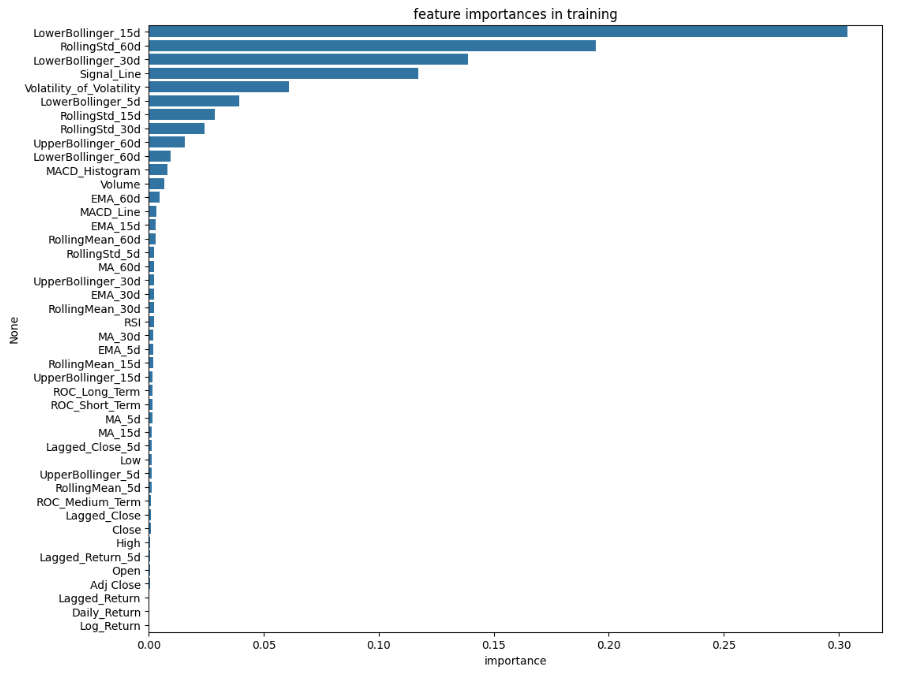 feature importances in training
LowerBollinger_15d
RollingStd_60d
LowerBollinger_30d
Signal_Line
Volatility_of_Volatility
LowerBollinger_5d
RollingStd_15d
RollingStd_30d
UpperBollinger_60d
LowerBollinger_60d
MACD_Histogram
Volume
EMA_60d
MACD_Line
EMA_15d
RollingMean_60d
RollingStd_5d
MA_60d
UpperBollinger_30d
EMA_30d
RollingMean_30d
RSI
MA_30d
EMA_5d
RollingMean_15d
UpperBollinger_15d
ROC_Long_Term
ROC_Short_Term
MA_5d
MA_15d
Lagged_Close_5d
Low
UpperBollinger_5d
RollingMean_5d
ROC_Medium_Term
Lagged_Close
Close
High
Lagged_Return_5d
Open
Adj Close
Lagged_Return
Daily_Return
Log_Return
None
0.00 0.05 0.10 0.15 0.20 0.25 0.30
importance